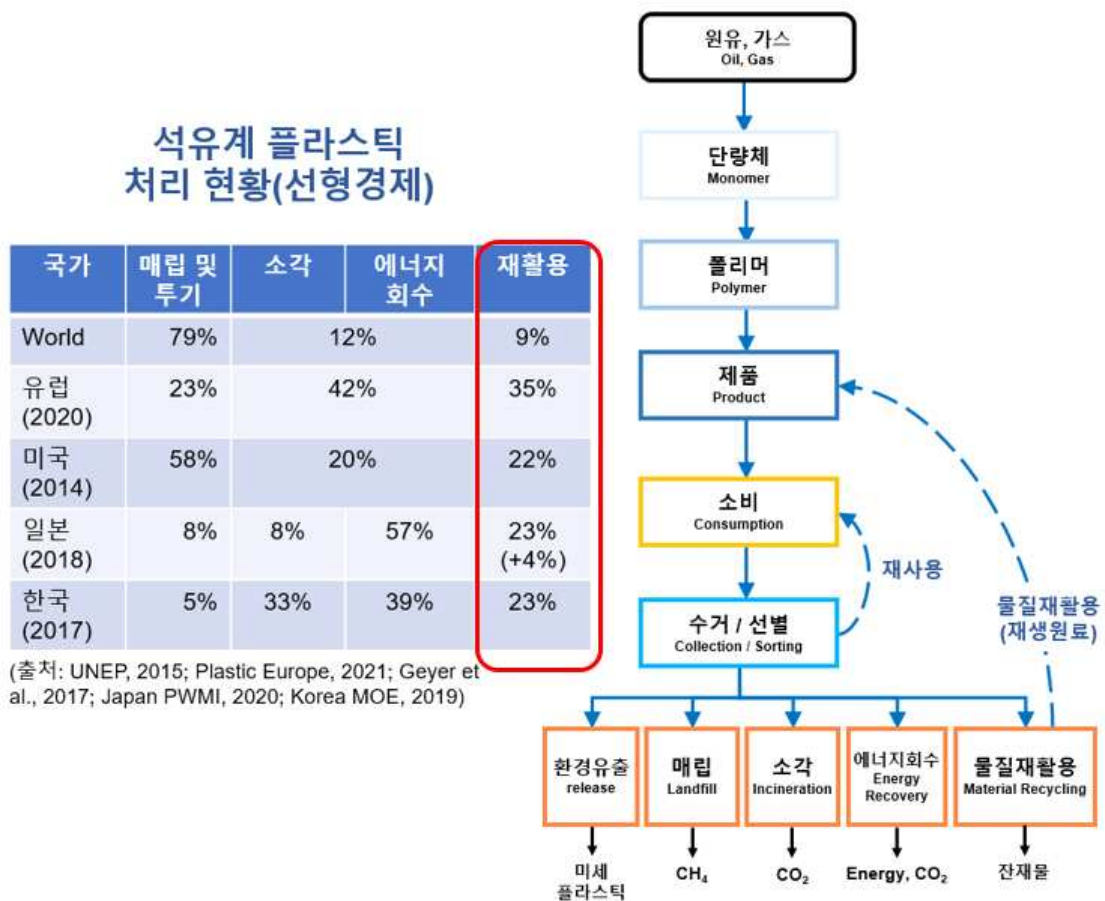 석유계 플라스틱
처리 현황(선형경제)
국가 매립 및 투기 소각 에너지 회수 재활용
World 79% 12% 9%
유럽 (2020) 23% 42% 35%
미국 (2014) 58% 20% 22%
일본 (2018) 8% 8% 57% 23% (+4%)
한국 (2017) 5% 33% 39% 23%
(출처: UNEP, 2015; Plastic Europe, 2021; Geyer et
al., 2017; Japan PWMI, 2020; Korea MOE, 2019)
원유, 가스
Oil, Gas
단량체
Monomer
폴리머
Polymer
제품
Product
소비
Consumption
재사용
물질재활용
(재생원료)
수거 / 선별
Collection / Sorting
환경유출
release
매립
Landfill
소각
Incineration
에너지회수
Energy
Recovery
물질재활용
Material Recycling
미세
플라스틱
CH₄
CO₂
Energy, CO₂
잔재물